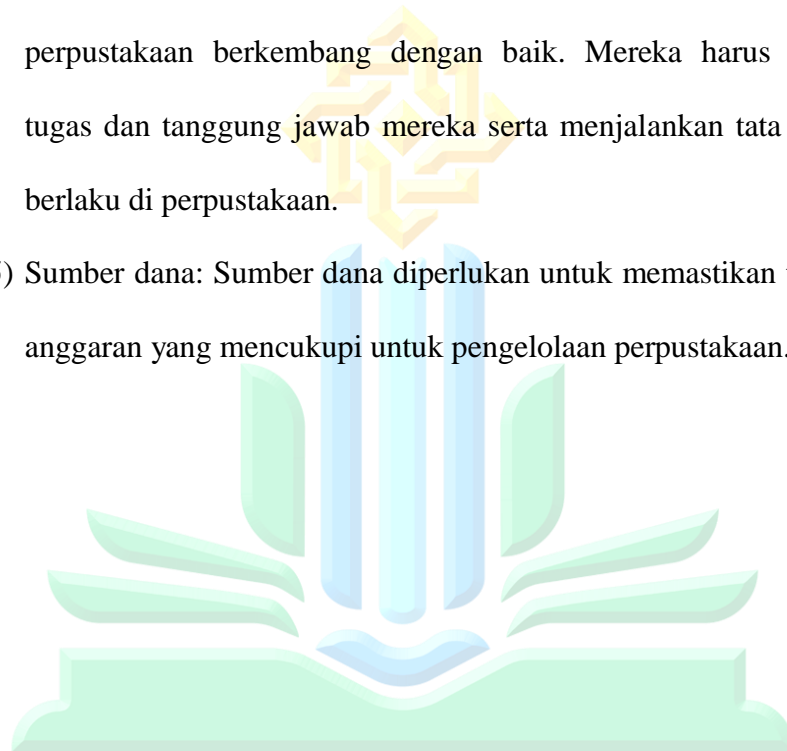 perpustakaan berkembang dengan baik. Mereka harus
tugas dan tanggung jawab mereka serta menjalankan tata
berlaku di perpustakaan.
) Sumber dana: Sumber dana diperlukan untuk memastikan
anggaran yang mencukupi untuk pengelolaan perpustakaan.